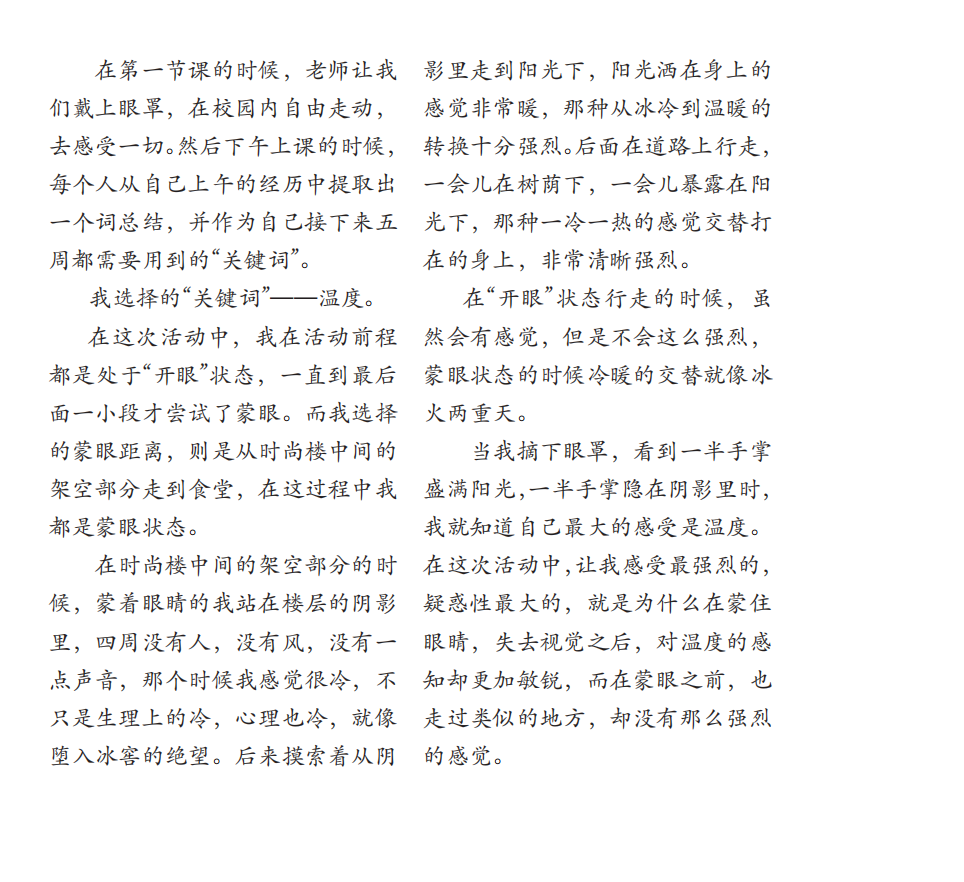 在第一节课的时候，老师让我
们戴上眼罩，在校园内自由走动，
去感受一切。然后下午上课的时候，
每个人从自己上午的经历中提取出
一个词总结，并作为自己接下来五
周都需要用到的“关键词”。
我选择的“关键词”——温度。
在这次活动中，我在活动前程
都是处于“开眼”状态，一直到最后
面一小段才尝试了蒙眼。而我选择
的蒙眼距离，则是从时尚楼中间的
架空部分走到食堂，在这过程中我
都是蒙眼状态。
在时尚楼中间的架空部分的时
候，蒙着眼睛的我站在楼层的阴影
里，四周没有人，没有风，没有一
点声音，那个时候我感觉很冷，不
只是生理上的冷，心理也冷，就像
堕入冰窖的绝望。后来摸索着从阴
影里走到阳光下，阳光洒在身上的
感觉非常暖，那种从冰冷到温暖的
转换十分强烈。后面在道路上行走，
一会儿在树荫下，一会儿暴露在阳
光下，那种一冷一热的感觉交替打
在的身上，非常清晰强烈。
在“开眼”状态行走的时候，虽
然会有感觉，但是不会这么强烈，
蒙眼状态的时候冷暖的交替就像冰
火两重天。
当我摘下眼罩，看到一半手掌
盛满阳光，一半手掌隐在阴影里时，
我就知道自己最大的感受是温度。
在这次活动中，让我感受最强烈的，
疑惑性最大的，就是为什么在蒙住
眼睛，失去视觉之后，对温度的感
知却更加敏锐，而在蒙眼之前，也
走过类似的地方，却没有那么强烈
的感觉。